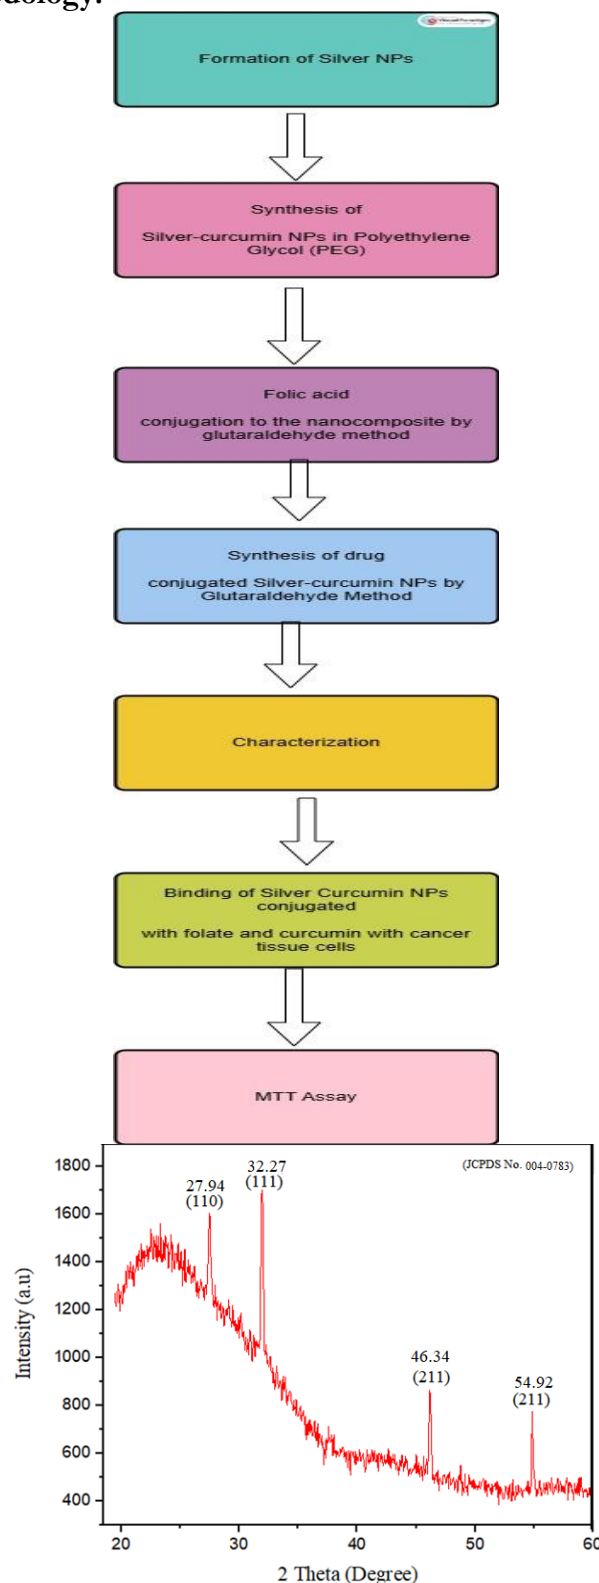 dology.
Visual Paradigm
Formation of Silver NPs
Synthesis of
Silver-curcumin NPs in Polyethylene
Glycol (PEG)
Folic acid
conjugation to the nanocomposite by
glutaraldehyde method
Synthesis of drug
conjugated Silver-curcumin NPs by
Glutaraldehyde Method
Characterization
Binding of Silver Curcumin NPs
conjugated
with folate and curcumin with cancer
tissue cells
MTT Assay
(JCPDS No. 004-0783)
27.94
(110)
32.27
(111)
46.34
(211)
54.92
(211)
1800
1600
1400
1200
1000
800
600
400
Intensity (a.u)
20 30 40 50 60
2 Theta (Degree)